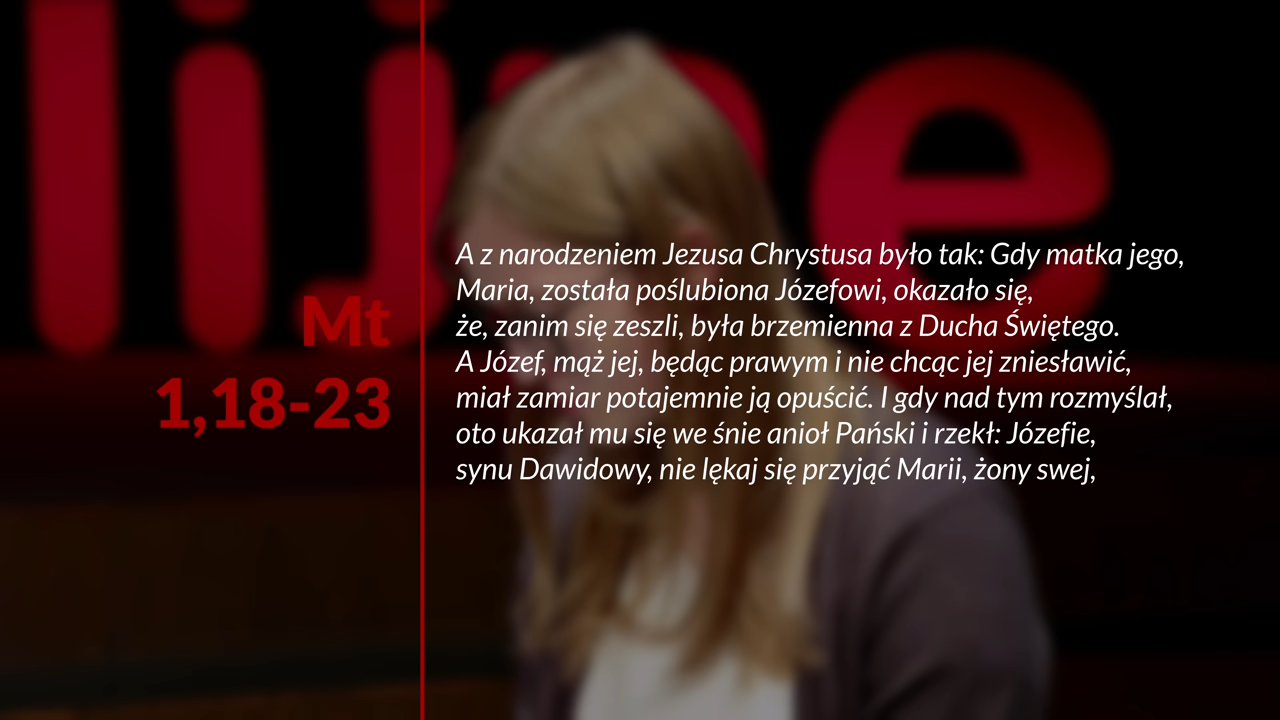 lijne
Mt
1,18-23
A z narodzeniem Jezusa Chrystusa było tak: Gdy matka jego,
Maria, została poślubiona Józefowi, okazało się,
że, zanim się zeszli, była brzemienna z Ducha Świętego.
A Józef, mąż jej, będąc prawym i nie chcąc jej zniesławić,
miał zamiar potajemnie ją opuścić. I gdy nad tym rozmyślał,
oto ukazał mu się we śnie anioł Pański i rzekł: Józefie,
synu Dawidowy, nie lękaj się przyjąć Marii, żony swej,